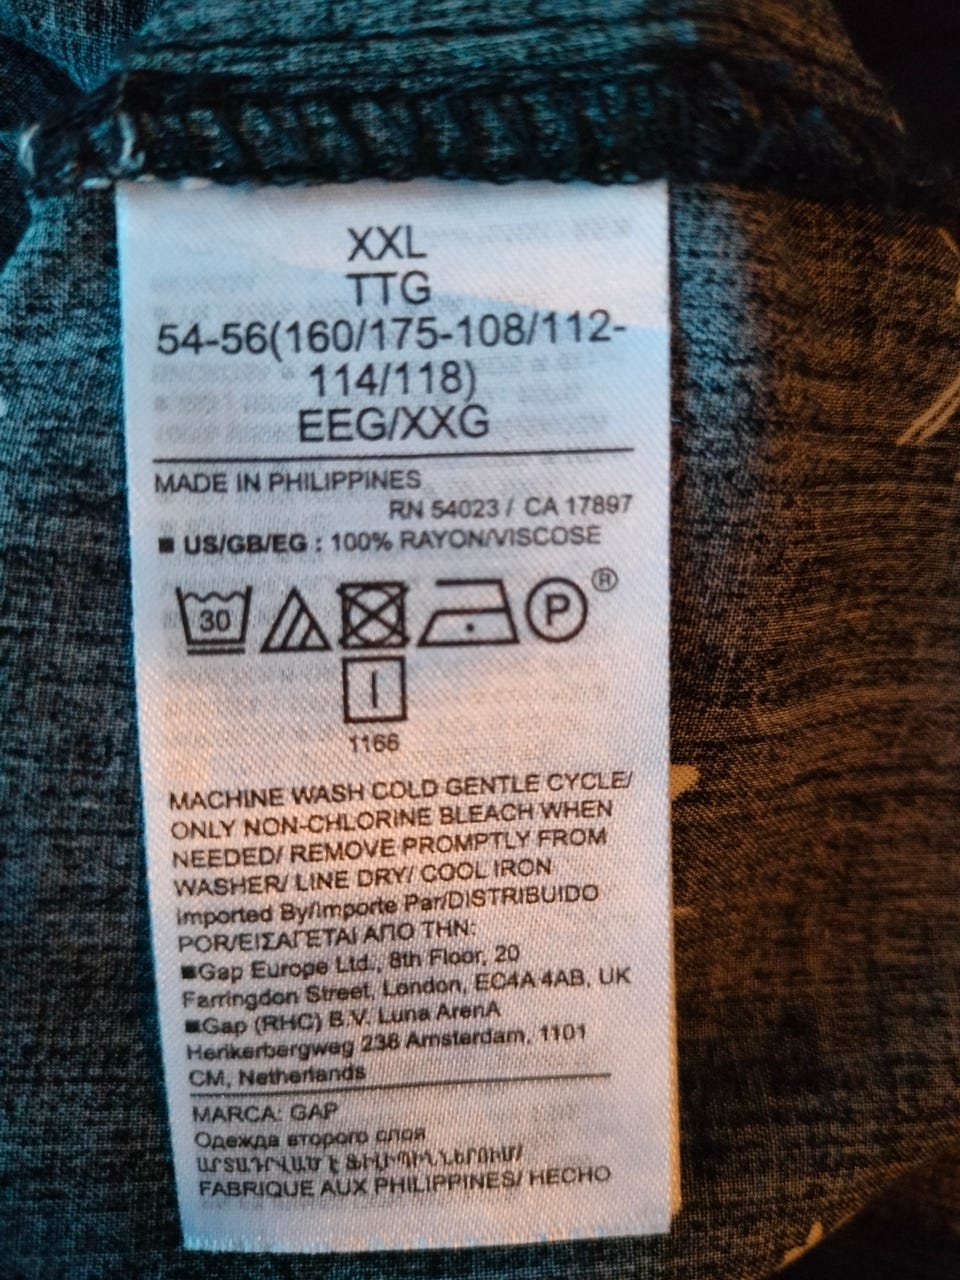 XXL
TTG
54-56(160/175-108/112-
114/118)
EEG/XXG
MADE IN PHILIPPINES
RN 54023 / CA 17897
■ US/GB/EG : 100% RAYON/VISCOSE
30 P ®
1166
MACHINE WASH COLD GENTLE CYCLE/
ONLY NON-CHLORINE BLEACH WHEN
NEEDED/ REMOVE PROMPTLY FROM
WASHER/ LINE DRY/ COOL IRON
Imported By/Importe Par/DISTRIBUIDO
POR/ΕΙΣΑΓΕΤΑΙ ΑΠΟ ΤΗΝ:
■Gap Europe Ltd., 8th Floor, 20
Farringdon Street, London, EC4A 4AB, UK
■Gap (RHC) B.V. Luna ArenA
Herikerbergweg 238 Amsterdam, 1101
CM, Netherlands
MARCA: GAP
Одежда второго слоя
ԱՐՏԱԴՐՎԱԾ Է ՖԻԼԻՊԻՆՆԵՐՈՒՄ/
FABRIQUE AUX PHILIPPINES/ HECHO